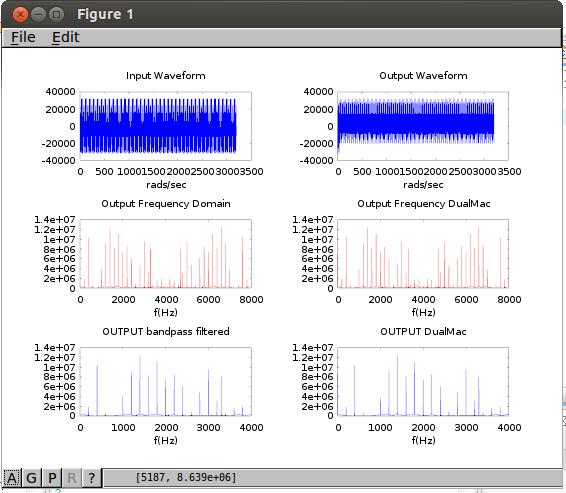 Figure 1
File Edit
Input Waveform
40000
20000
0
-20000
-40000
0 500 1000 1500 2000 2500 3000 3500
rads/sec
Output Waveform
40000
20000
0
-20000
-40000
0 500 1000 1500 2000 2500 3000 3500
rads/sec
Output Frequency Domain
1.4e+07
1.2e+07
1e+07
8e+06
6e+06
4e+06
2e+06
0
0 2000 4000 6000 8000
f(Hz)
Output Frequency DualMac
1.4e+07
1.2e+07
1e+07
8e+06
6e+06
4e+06
2e+06
0
0 2000 4000 6000 8000
f(Hz)
OUTPUT bandpass filtered
1.4e+07
1.2e+07
1e+07
8e+06
6e+06
4e+06
2e+06
0
0 1000 2000 3000 4000
f(Hz)
OUTPUT DualMac
1.4e+07
1.2e+07
1e+07
8e+06
6e+06
4e+06
2e+06
0
0 1000 2000 3000 4000
f(Hz)
A G P R ? [5187, 8.639e+06]